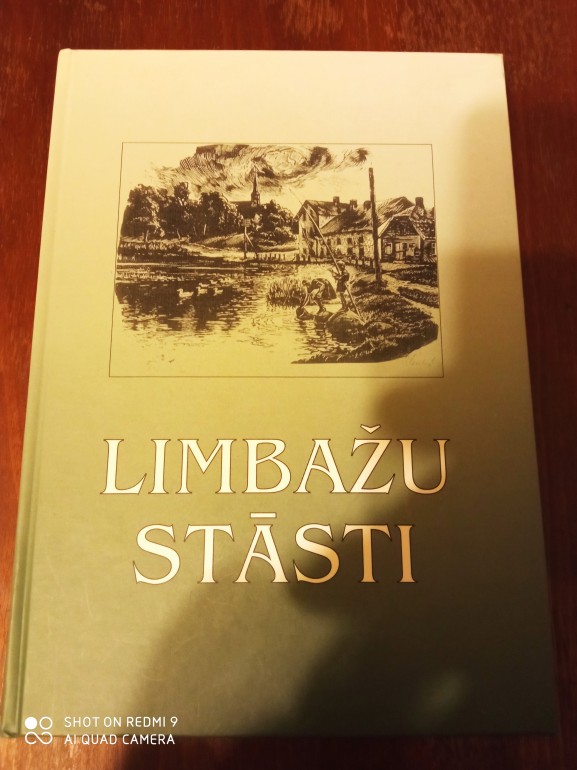 LIMBAŽU
STĀSTI
SHOT ON REDMI 9
AI QUAD CAMERA